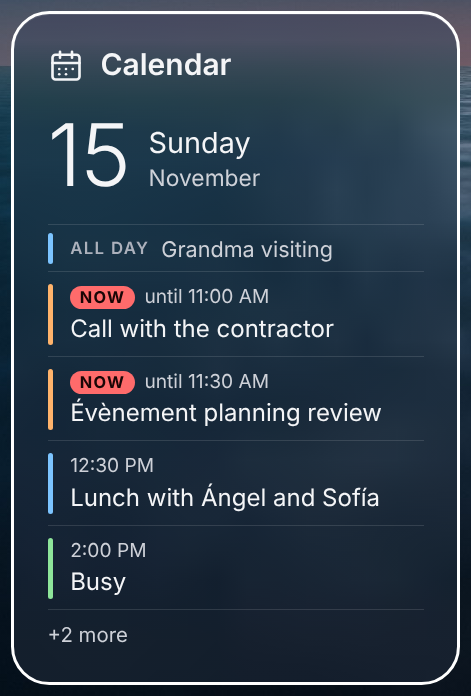 Calendar
15
Sunday
November
ALL DAY Grandma visiting
NOW until 11:00 AM
Call with the contractor
NOW until 11:30 AM
Évènement planning review
12:30 PM
Lunch with Ángel and Sofía
2:00 PM
Busy
+2 more